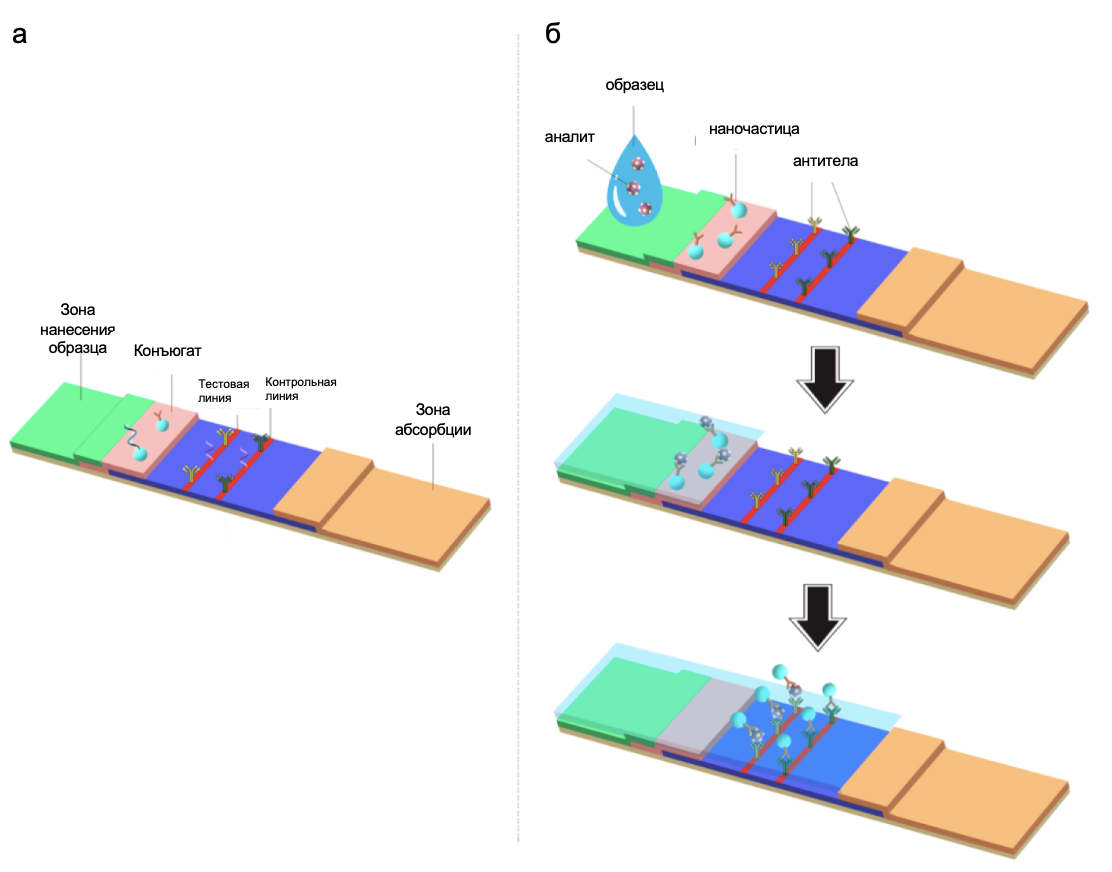 а
Зона
нанесения
образца
Конъюгат
Тестовая
линия
Контрольная
линия
Зона
абсорбции
б
образец
аналит
наночастица
антитела